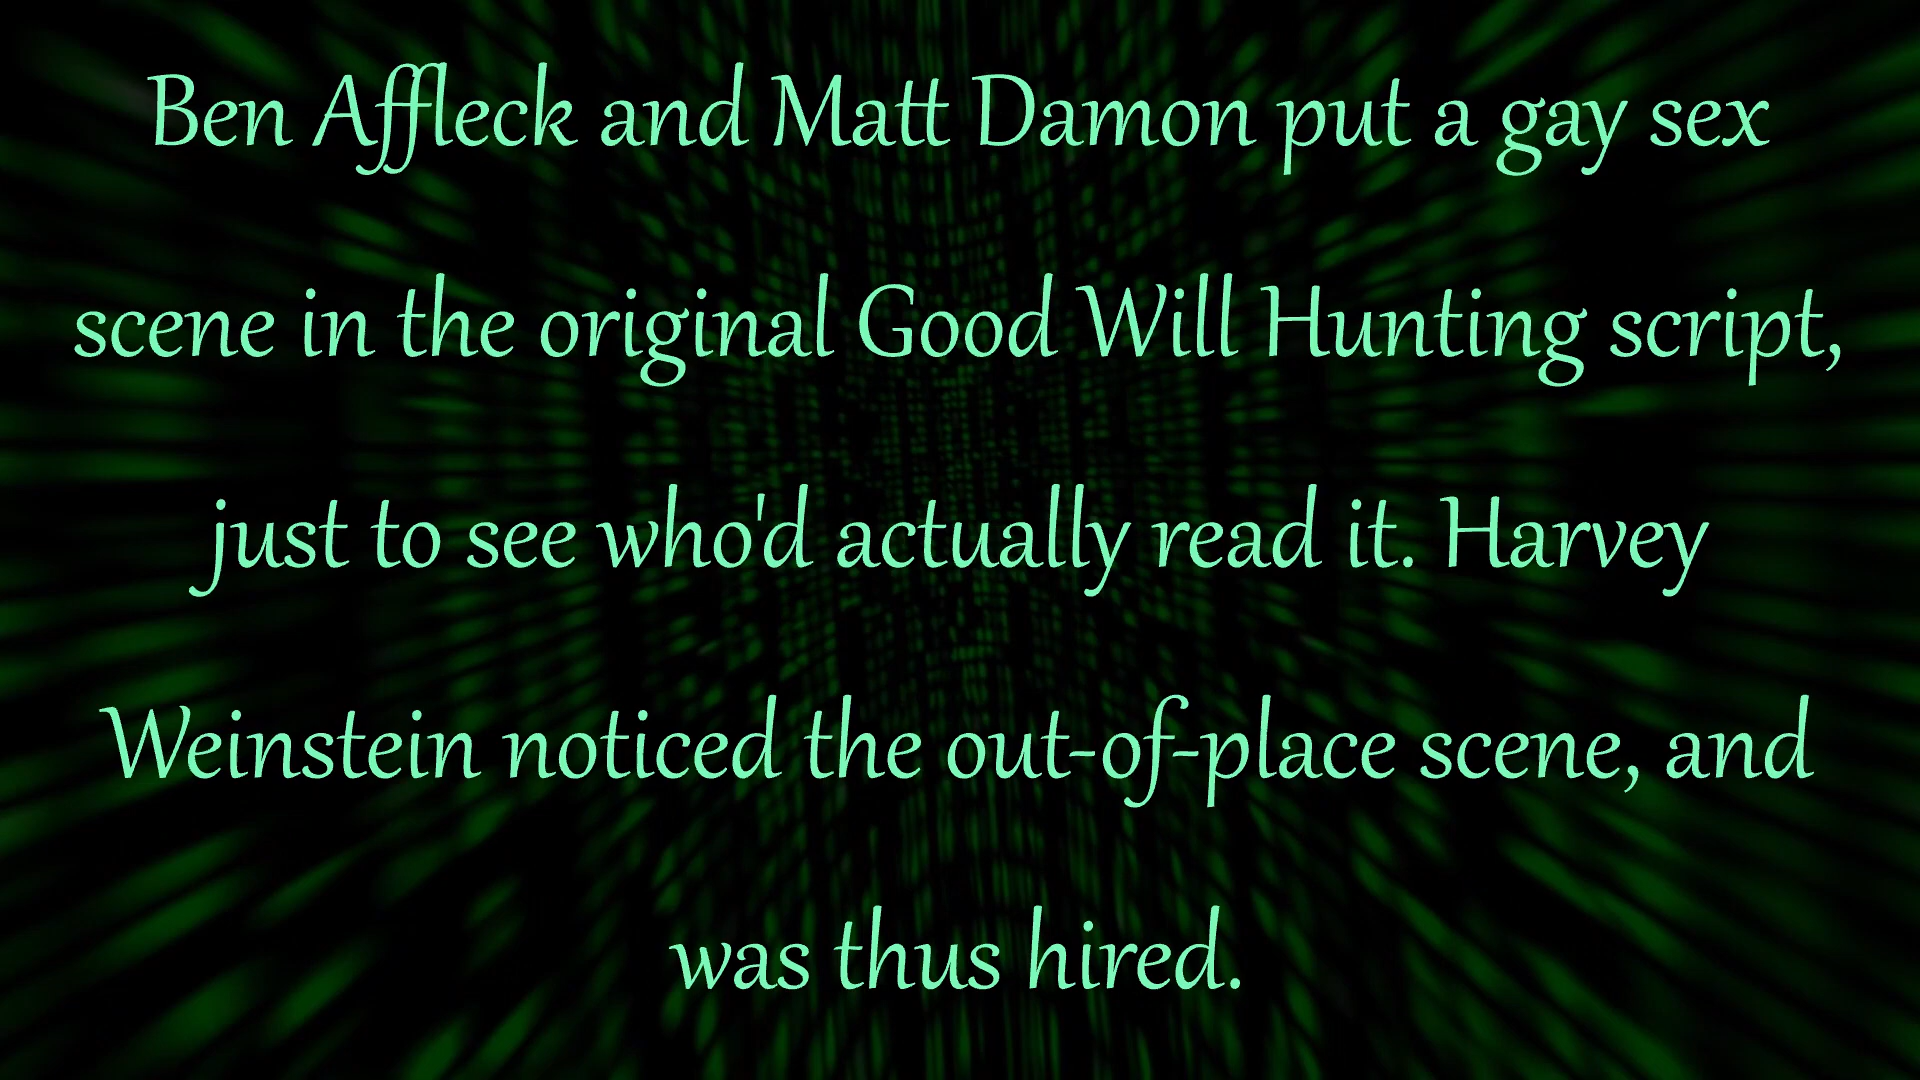 Ben Affleck and Matt Damon put a gay sex
scene in the original Good Will Hunting script,
just to see who'd actually read it. Harvey
Weinstein noticed the out-of-place scene, and
was thus hired.